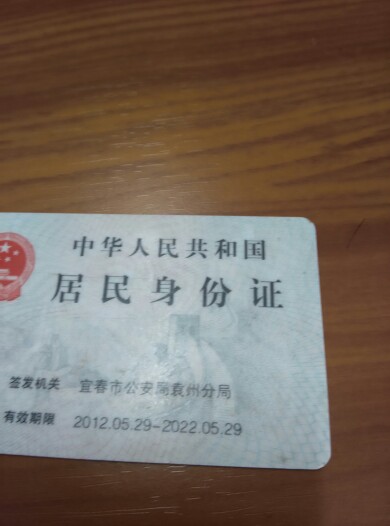 中华人民共和国
居民身份证
签发机关 宜春市公安局袁州分局
有效期限 2012.05.29-2022.05.29